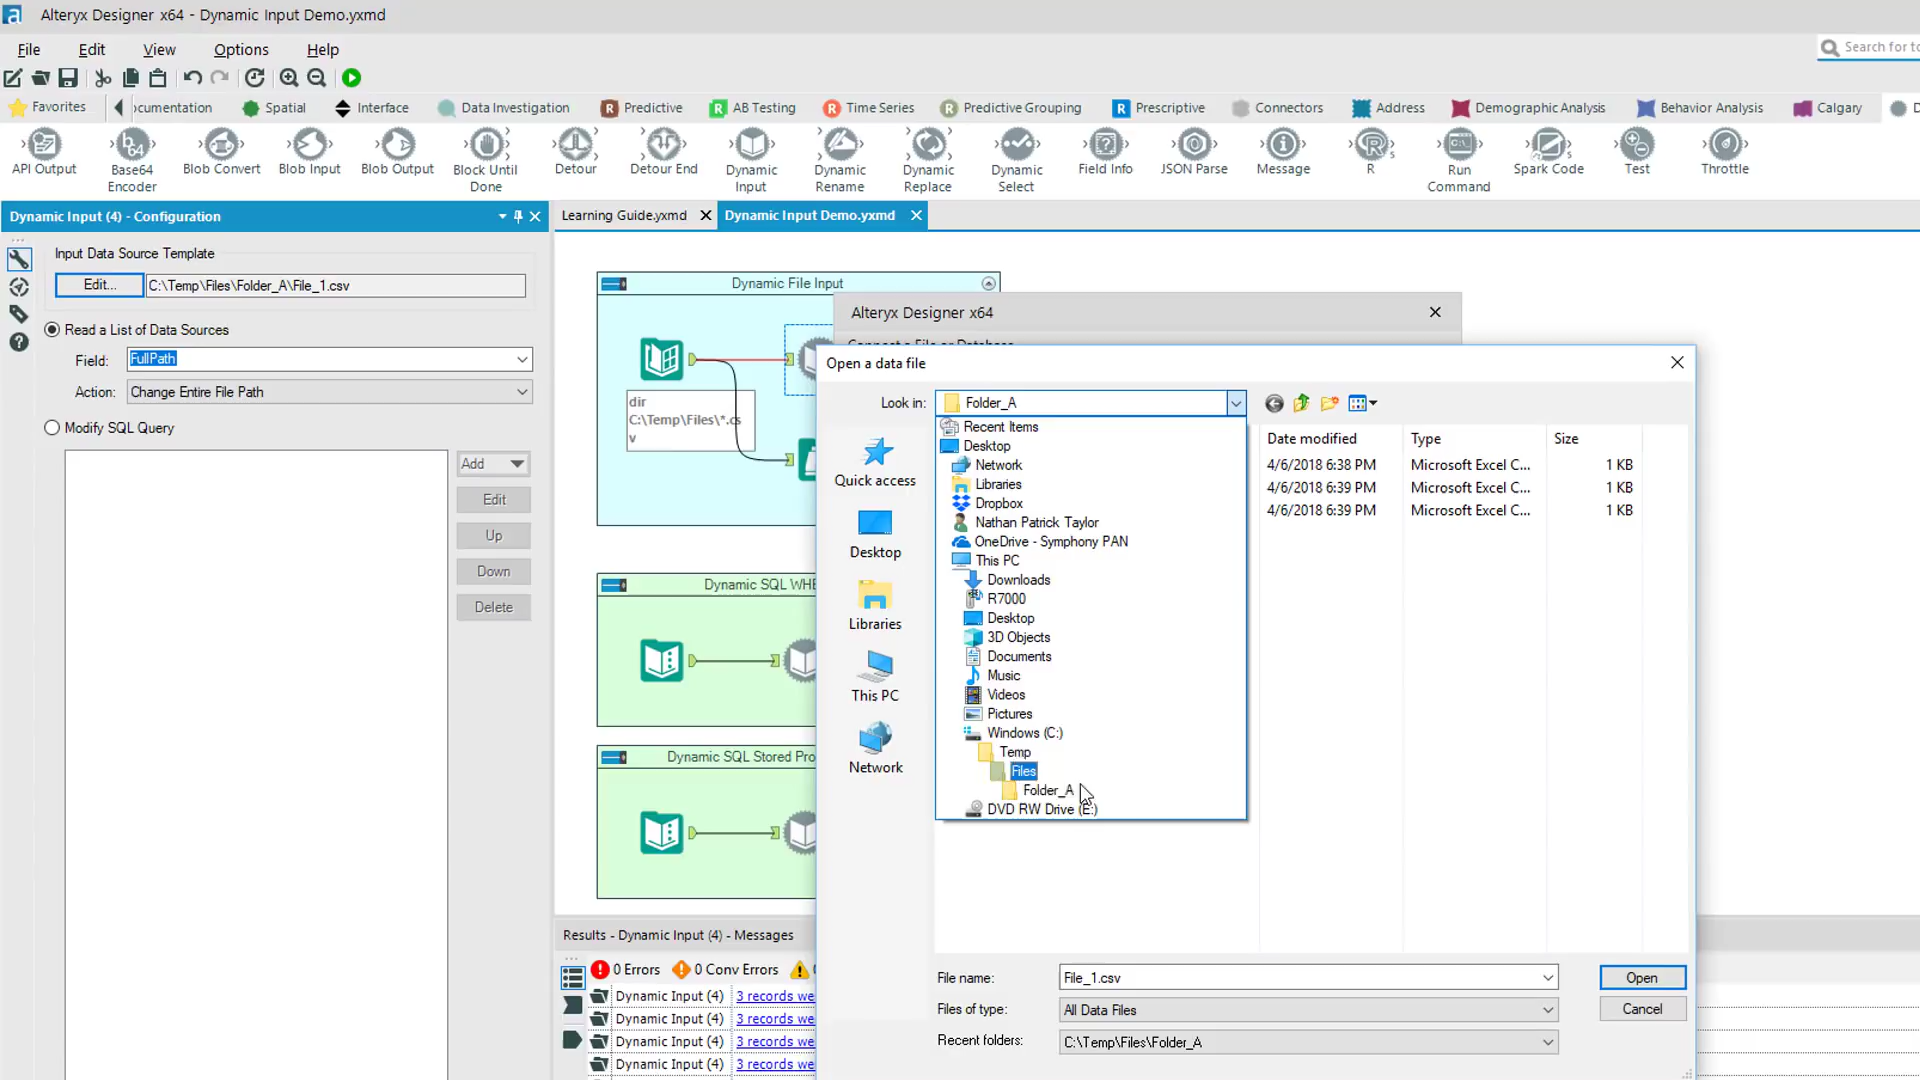 Alteryx Designer x64 - Dynamic Input Demo.yxmd
File Edit View Options Help
Search for to
Favorites cumentation Spatial Interface Data Investigation Predictive AB Testing Time Series Predictive Grouping Prescriptive Connectors Address Demographic Analysis Behavior Analysis Calgary D
API Output
Base64
Encoder
Blob Convert
Blob Input
Blob Output
Block Until
Done
Detour
Detour End
Dynamic
Input
Dynamic
Rename
Dynamic
Replace
Dynamic
Select
Field Info
JSON Parse
Message
R
Run
Command
Spark Code
Test
Throttle
Dynamic Input (4) - Configuration
Learning Guide.yxmd
Dynamic Input Demo.yxmd
Input Data Source Template
Edit... C:\Temp\Files\Folder_A\File_1.csv
Read a List of Data Sources
Field: FullPath
Action: Change Entire File Path
Modify SQL Query
Add
Edit
Up
Down
Delete
Dynamic File Input
dir
C:\Temp\Files\*.cs
v
Dynamic SQL WHE
Dynamic SQL Stored Pro
Alteryx Designer x64
Open a data file
Look in: Folder_A
Quick access
Desktop
Libraries
This PC
Network
Recent Items
Desktop
Network
Libraries
Dropbox
Nathan Patrick Taylor
OneDrive - Symphony PAN
This PC
Downloads
R7000
Desktop
3D Objects
Documents
Music
Videos
Pictures
Windows (C:)
Temp
Files
Folder_A
DVD RW Drive (E:)
Date modified Type Size
4/6/2018 6:38 PM Microsoft Excel C... 1 KB
4/6/2018 6:39 PM Microsoft Excel C... 1 KB
4/6/2018 6:39 PM Microsoft Excel C... 1 KB
File name: File_1.csv Open
Files of type: All Data Files Cancel
Recent folders: C:\Temp\Files\Folder_A
Results - Dynamic Input (4) - Messages
0 Errors 0 Conv Errors
Dynamic Input (4) 3 records we
Dynamic Input (4) 3 records we
Dynamic Input (4) 3 records we
Dynamic Input (4) 3 records we